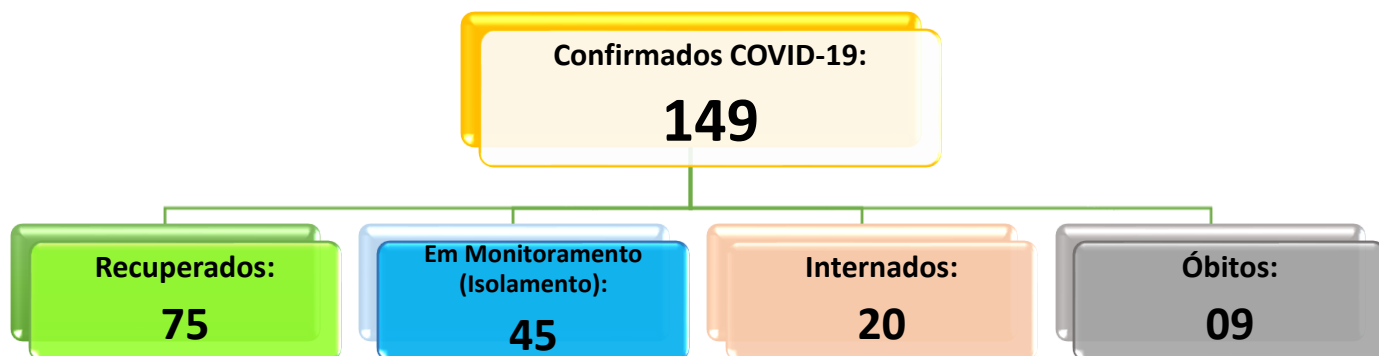 Confirmados COVID-19:
149
Recuperados:
75
Em Monitoramento
(Isolamento):
45
Internados:
20
Óbitos:
09